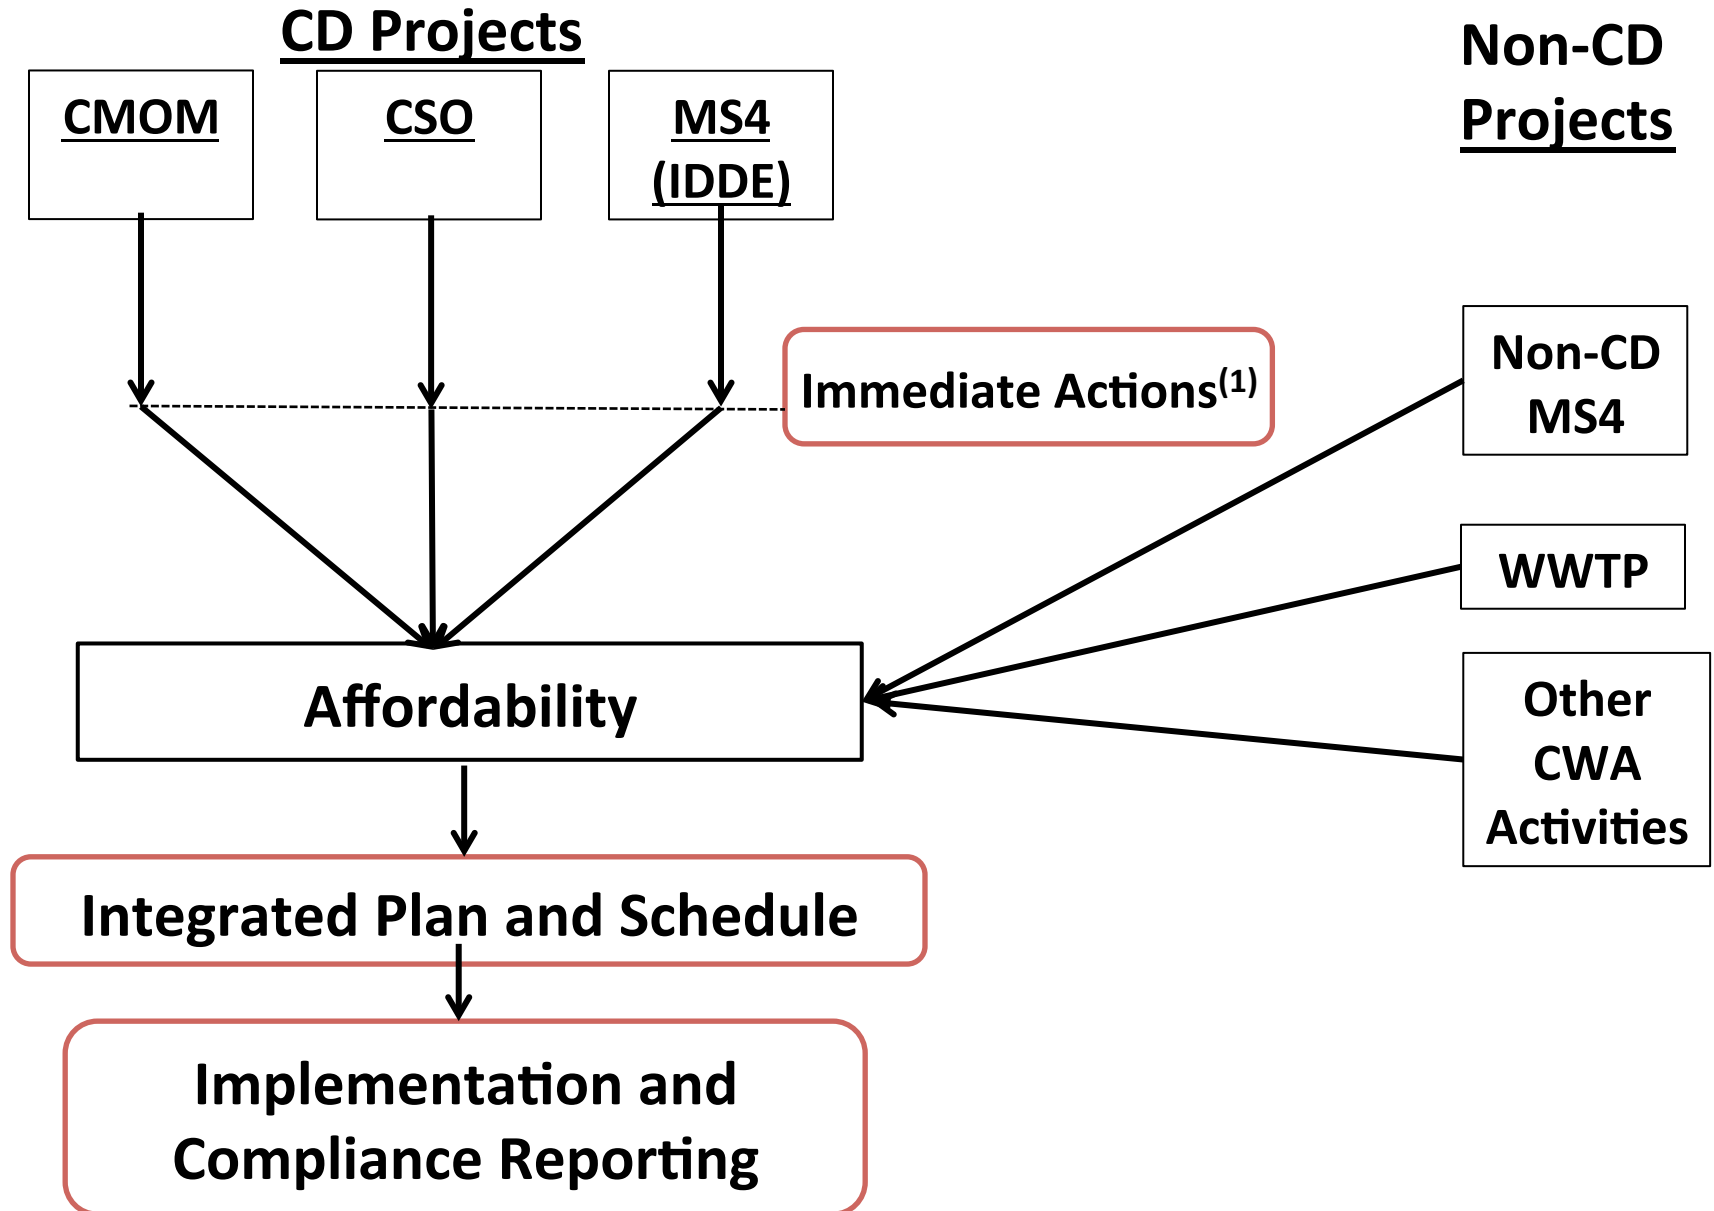 CD Projects
Non-CD
Projects
CMOM
CSO
MS4
(IDDE)
Immediate Actions(1)
Non-CD
MS4
WWTP
Affordability
Other
CWA
Activities
Integrated Plan and Schedule
Implementation and
Compliance Reporting